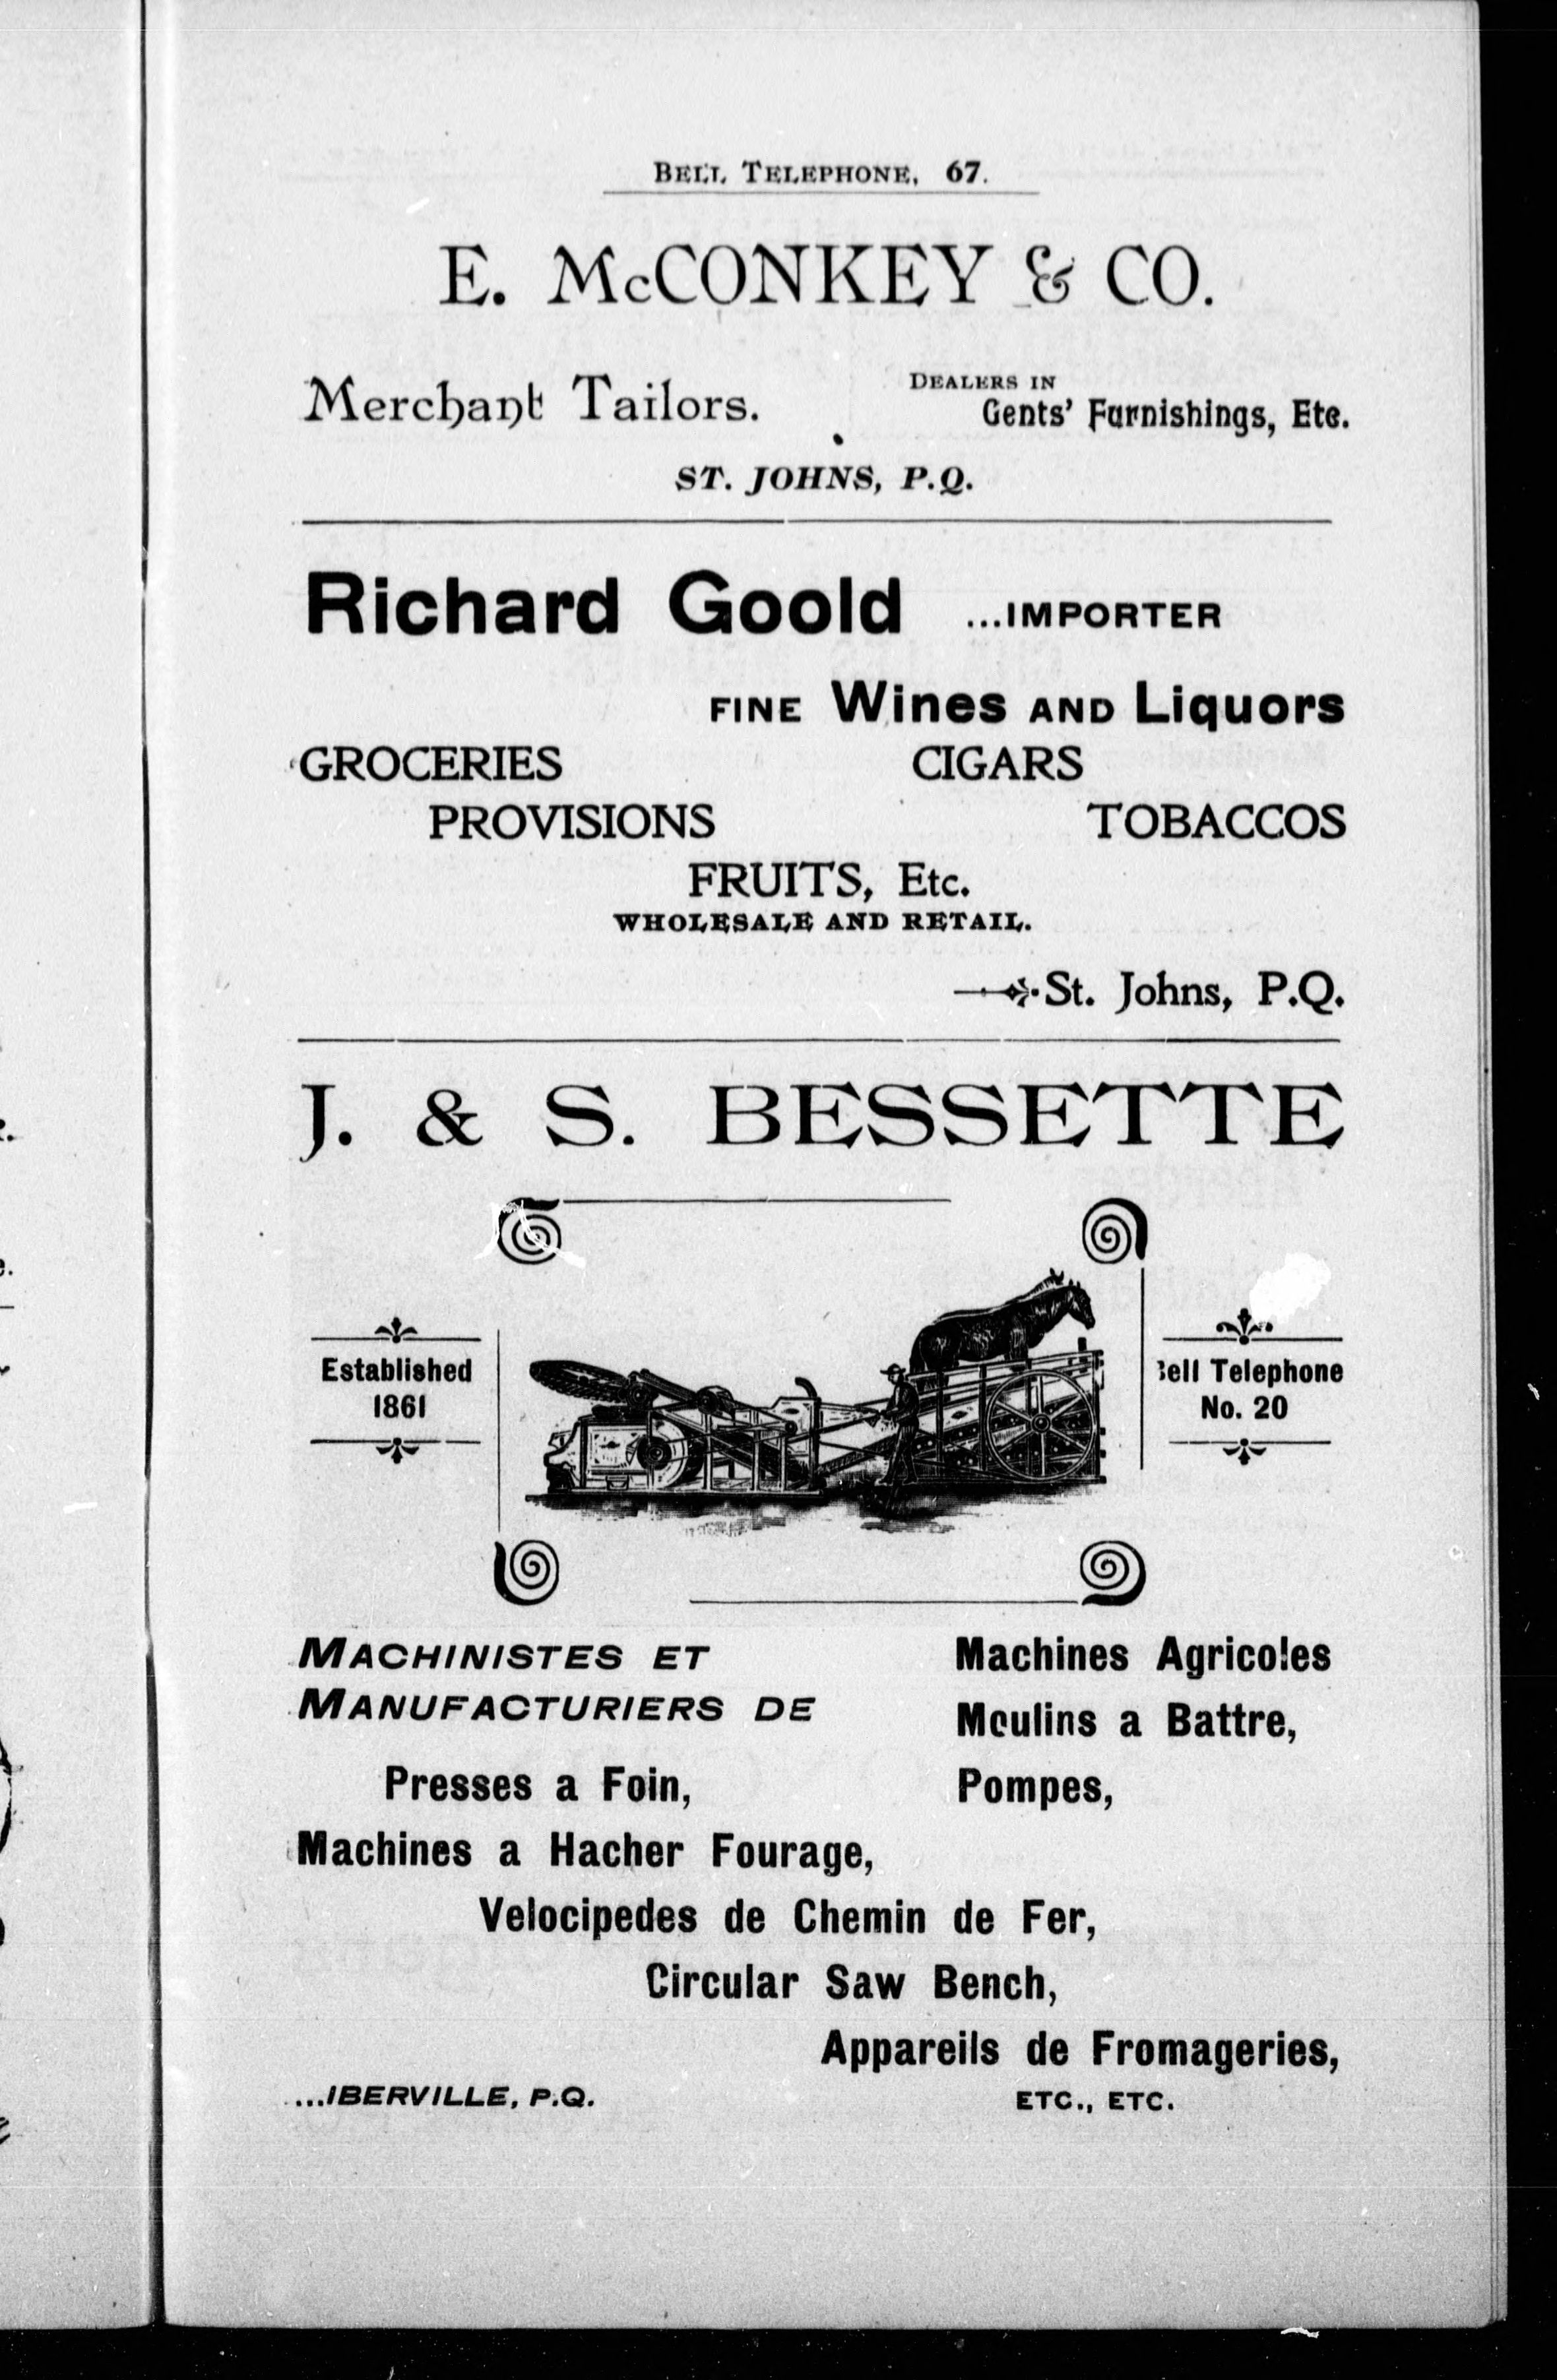 BELL TELEPHONE, 67.
E. McCONKEY & CO.
Merchant Tailors.
DEALERS IN
Gents' Furnishings, Etc.
ST. JOHNS, P.Q.
Richard Goold ...IMPORTER
FINE Wines AND Liquors
GROCERIES CIGARS
PROVISIONS TOBACCOS
FRUITS, Etc.
WHOLESALE AND RETAIL.
St. Johns, P.Q.
J. & S. BESSETTE
Established
1861
Bell Telephone
No. 20
MACHINISTES ET
MANUFACTURIERS DE
Machines Agricoles
Moulins a Battre,
Presses a Foin,
Pompes,
Machines a Hacher Fourage,
Velocipedes de Chemin de Fer,
Circular Saw Bench,
Appareils de Fromageries,
...IBERVILLE, P.Q.
ETC., ETC.